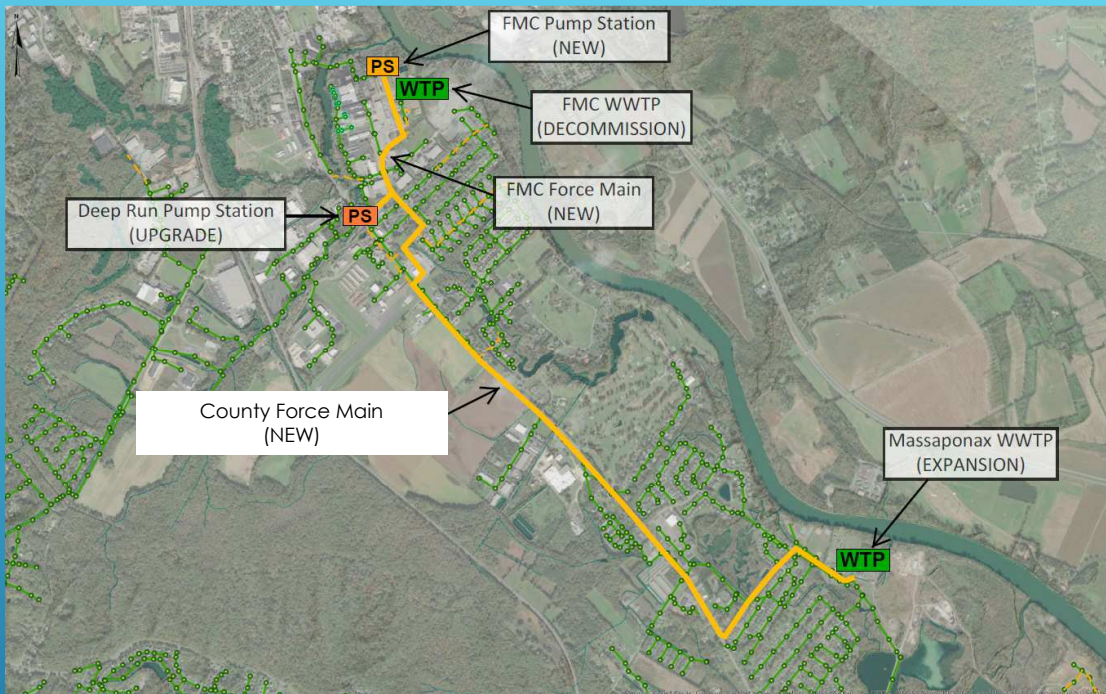 N
FMC Pump Station
(NEW)
PS
WTP
FMC WWTP
(DECOMMISSION)
FMC Force Main
(NEW)
Deep Run Pump Station
(UPGRADE)
PS
County Force Main
(NEW)
Massaponax WWTP
(EXPANSION)
WTP